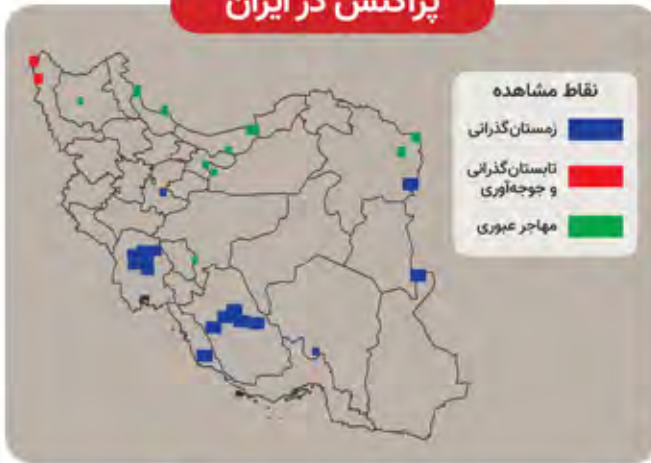 پراکنش در ایران
نقاط مشاهده
زمستان‌گذرانی
تابستان‌گذرانی
و جوجه‌آوری
مهاجر عبوری